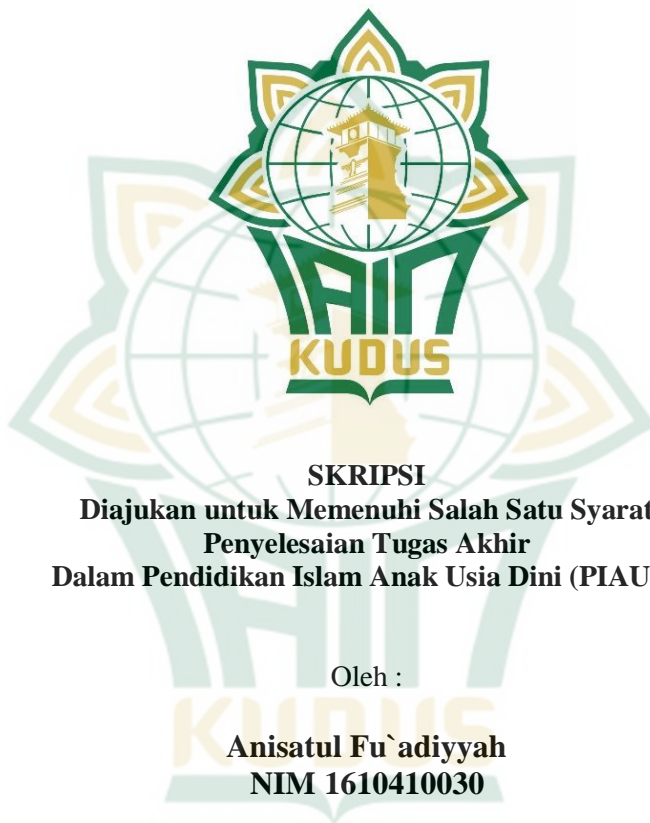 IAIN
KUDUS
SKRIPSI
Diajukan untuk Memenuhi Salah Satu Syarat
Penyelesaian Tugas Akhir
Dalam Pendidikan Islam Anak Usia Dini (PIAU
Oleh :
Anisatul Fu`adiyyah
NIM 1610410030